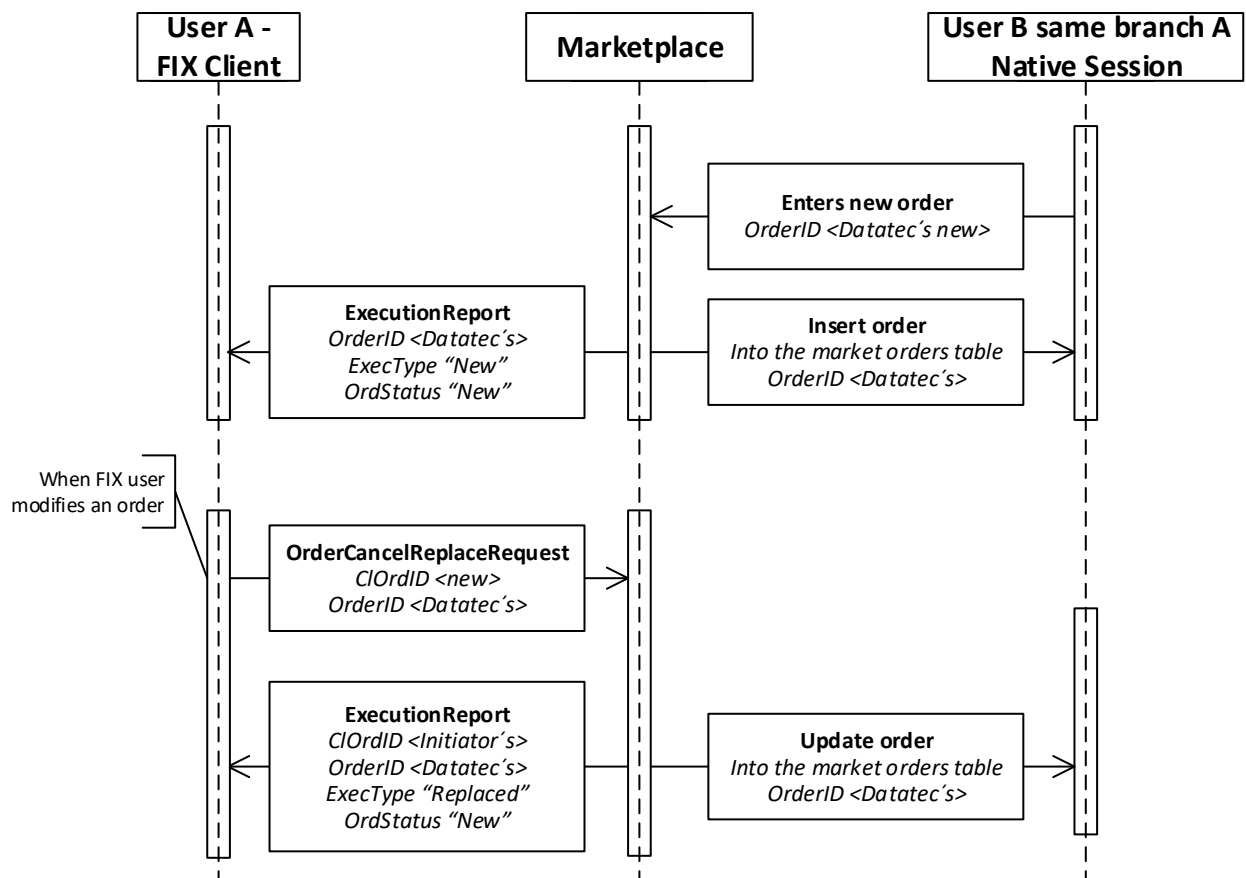 User A -
FIX Client
Marketplace
User B same branch A
Native Session
Enters new order
OrderID <Datatec´s new>
ExecutionReport
OrderID <Datatec´s>
ExecType “New”
OrdStatus “New”
Insert order
Into the market orders table
OrderID <Datatec´s>
When FIX user
modifies an order
OrderCancelReplaceRequest
ClOrdID <new>
OrderID <Datatec´s>
ExecutionReport
ClOrdID <Initiator´s>
OrderID <Datatec´s>
ExecType “Replaced”
OrdStatus “New”
Update order
Into the market orders table
OrderID <Datatec´s>